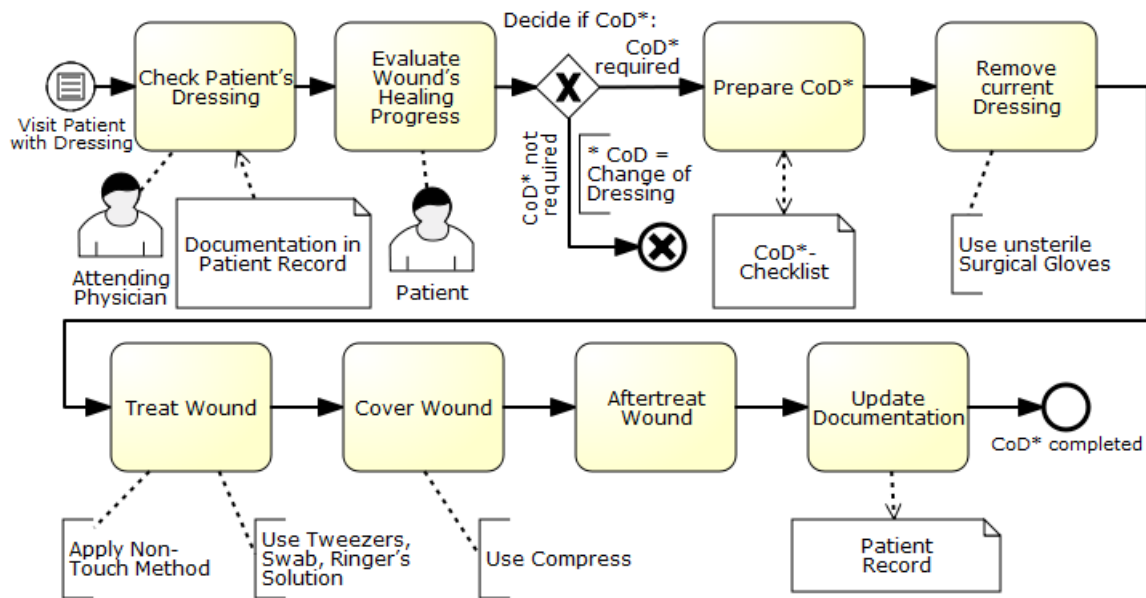 Decide if CoD*:
CoD*
required
Check Patient´s
Dressing
Evaluate
Wound´s
Healing
Progress
Prepare CoD*
Remove
current
Dressing
Visit Patient
with Dressing
CoD* not
required
* CoD =
Change of
Dressing
Documentation in
Patient Record
Attending
Physician
Patient
CoD*-
Checklist
Use unsterile
Surgical Gloves
Treat Wound
Cover Wound
Aftertreat
Wound
Update
Documentation
CoD* completed
Apply Non-
Touch Method
Use Tweezers,
Swab, Ringer´s
Solution
Use Compress
Patient
Record